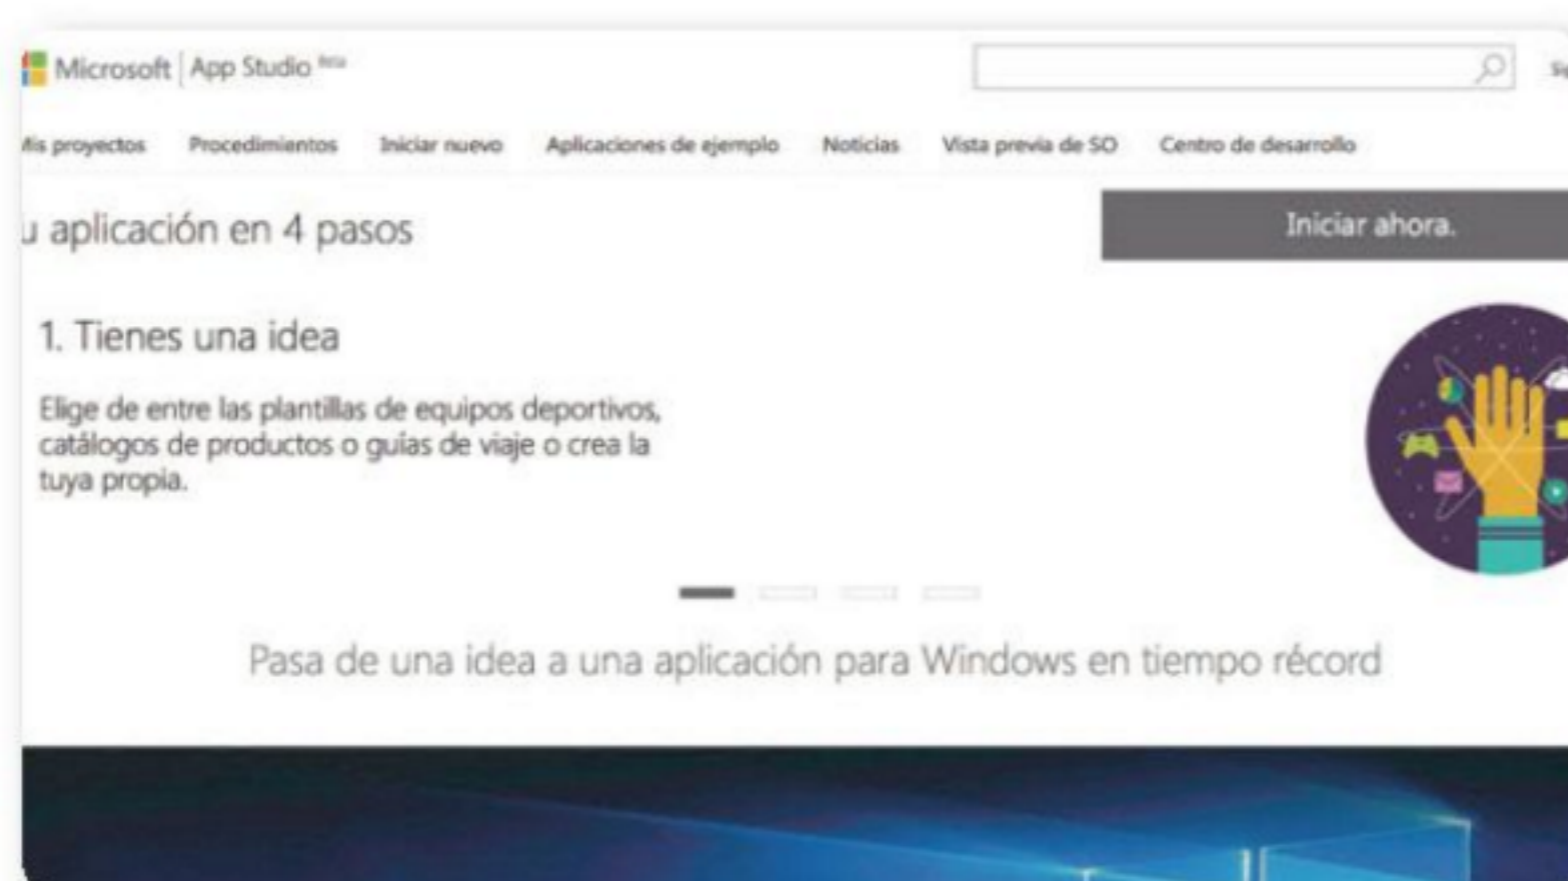 Microsoft | App Studio Beta
Mis proyectos Procedimientos Iniciar nuevo Aplicaciones de ejemplo Noticias Vista previa de SO Centro de desarrollo
u aplicación en 4 pasos
Iniciar ahora.
1. Tienes una idea
Elige de entre las plantillas de equipos deportivos,
catálogos de productos o guías de viaje o crea la
tuya propia.
Pasa de una idea a una aplicación para Windows en tiempo récord